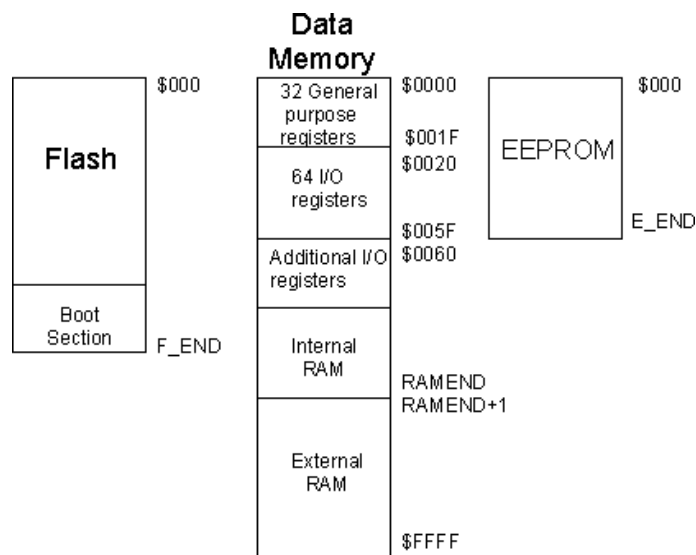 Data
Memory
$000
Flash
Boot
Section
F_END
32 General
purpose
registers
$0000
$001F
$0020
64 I/O
registers
$005F
$0060
Additional I/O
registers
Internal
RAM
RAMEND
RAMEND+1
External
RAM
$FFFF
$000
EEPROM
E_END